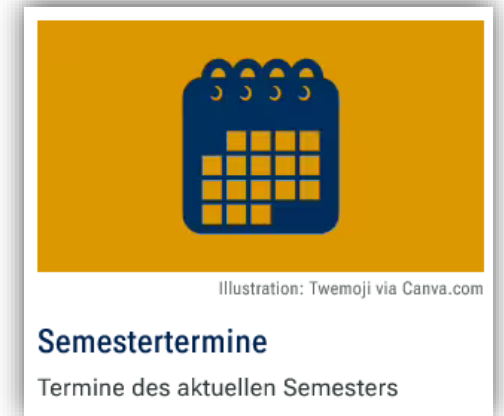 Illustration: Twemoji via Canva.com
Semestertermine
Termine des aktuellen Semesters